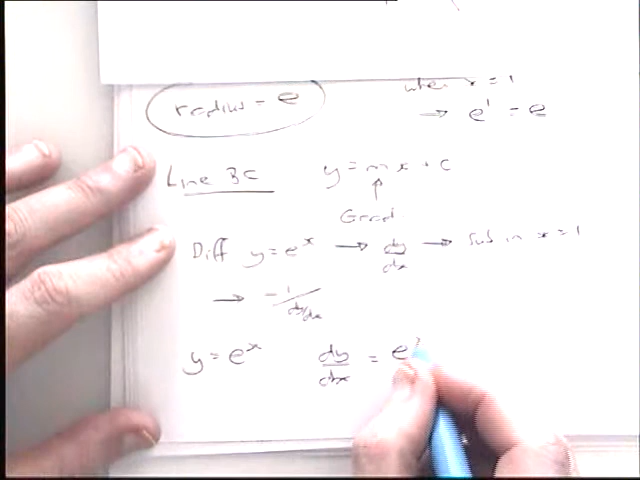 when x = 1
radius = e
→ e¹ = e
Line BC y = mx + c
↑
Grad.
Diff y = eˣ → dy/dx → sub in x = 1
→ -1/dy/dx
y = eˣ dy/dx = e